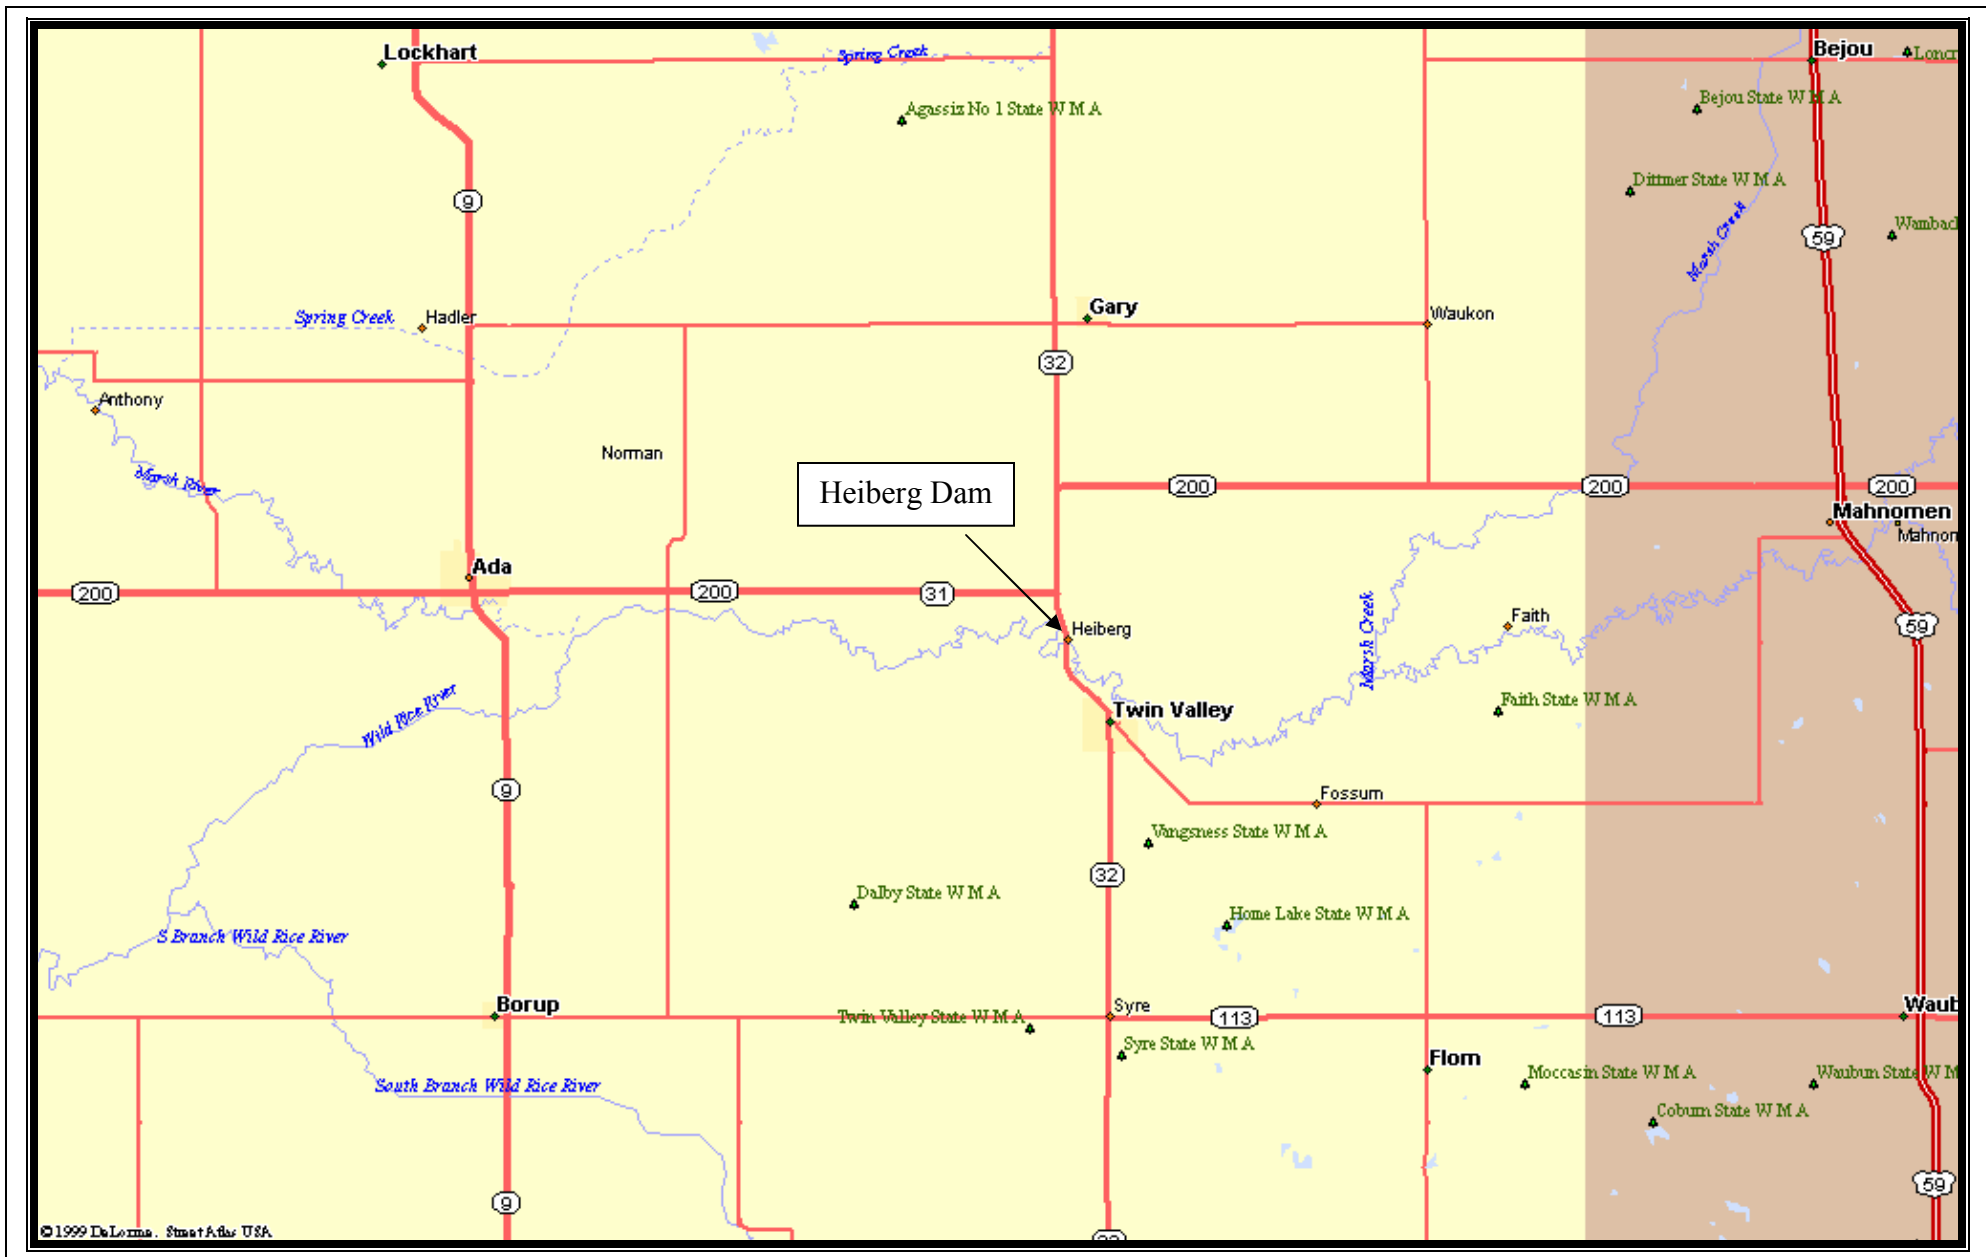 Lockhart
Spring Creek
Bejou
Agassiz No 1 State W M A
Bejou State W M A
Dittmer State W M A
9
Marsh Creek
59
Gary
Spring Creek
Hadler
Waukon
32
Anthony
Norman
Marsh River
Heiberg Dam
200
200
200
Mahnomen
Ada
200
200
31
Heiberg
Marsh Creek
Faith
59
Wild Rice River
Twin Valley
Faith State W M A
9
Fossum
Vangsness State W M A
32
Dalby State W M A
Home Lake State W M A
S Branch Wild Rice River
Borup
Twin Valley State W M A
Syre
113
113
Waub
Syre State W M A
Flom
South Branch Wild Rice River
Moccasin State W M A
Waubun State W M
Coburn State W M A
9
59
©1999 DeLorme. Street Atlas USA